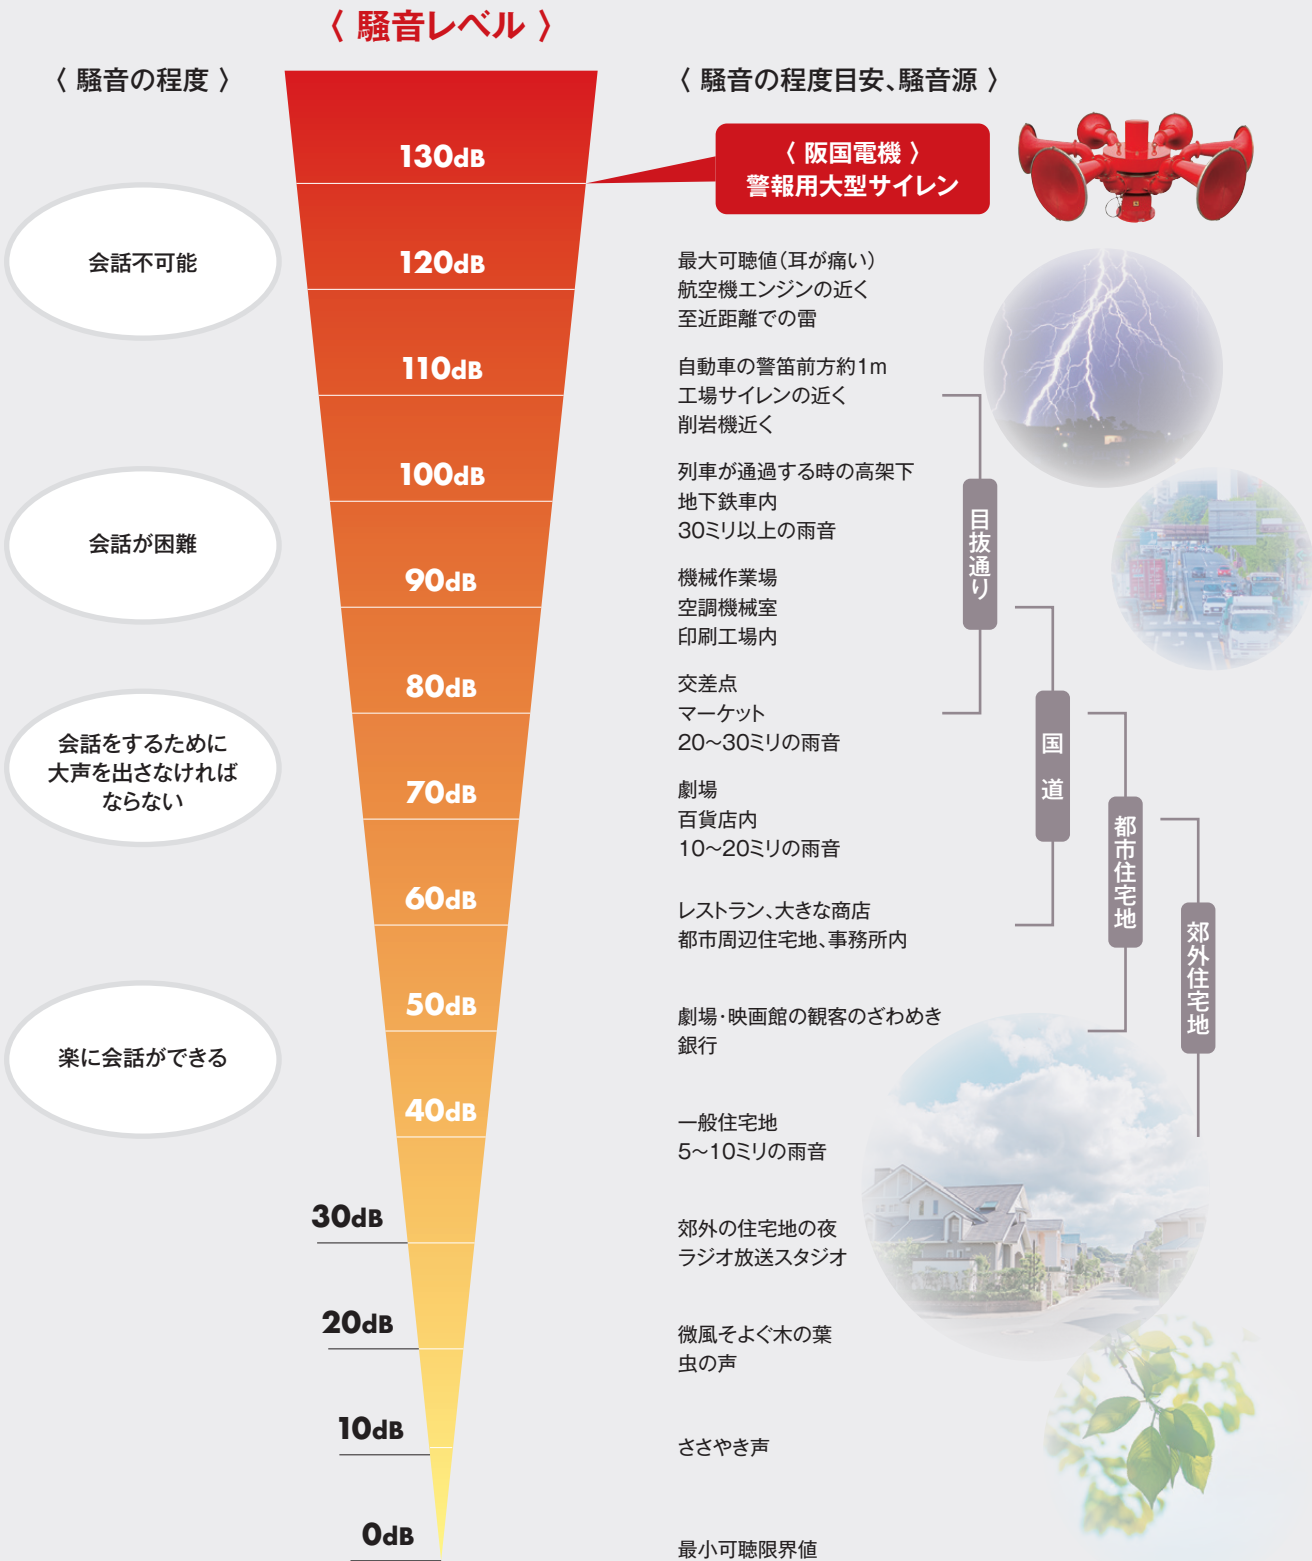 〈 騒音レベル 〉
〈 騒音の程度 〉
〈 騒音の程度目安、騒音源 〉
130dB
〈 阪国電機 〉
警報用大型サイレン
会話不可能
120dB
最大可聴値(耳が痛い)
航空機エンジンの近く
至近距離での雷
110dB
自動車の警笛前方約1m
工場サイレンの近く
削岩機近く
会話が困難
100dB
列車が通過する時の高架下
地下鉄車内
30ミリ以上の雨音
90dB
機械作業場
空調機械室
印刷工場内
目抜通り
会話をするために
大声を出さなければ
ならない
80dB
交差点
マーケット
20〜30ミリの雨音
国道
70dB
劇場
百貨店内
10〜20ミリの雨音
都市住宅地
60dB
レストラン、大きな商店
都市周辺住宅地、事務所内
郊外住宅地
楽に会話ができる
50dB
劇場・映画館の観客のざわめき
銀行
40dB
一般住宅地
5〜10ミリの雨音
30dB
郊外の住宅地の夜
ラジオ放送スタジオ
20dB
微風そよぐ木の葉
虫の声
10dB
ささやき声
0dB
最小可聴限界値